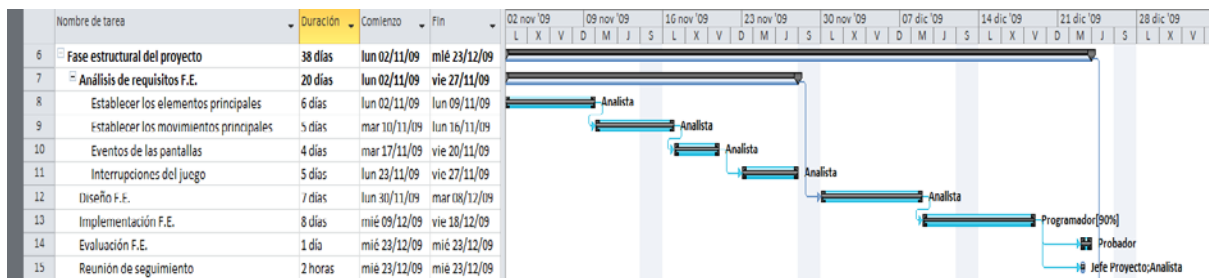 Nombre de tarea Duración Comienzo Fin 02 nov '09 09 nov '09 16 nov '09 23 nov '09 30 nov '09 07 dic '09 14 dic '09 21 dic '09 28 dic '09
L X V D M J S L X V D M J S L X V D M J S L X V D M J S L X V
6 Fase estructural del proyecto 38 días lun 02/11/09 mié 23/12/09
7 Análisis de requisitos F.E. 20 días lun 02/11/09 vie 27/11/09
8 Establecer los elementos principales 6 días lun 02/11/09 lun 09/11/09 Analista
9 Establecer los movimientos principales 5 días mar 10/11/09 lun 16/11/09 Analista
10 Eventos de las pantallas 4 días mar 17/11/09 vie 20/11/09 Analista
11 Interrupciones del juego 5 días lun 23/11/09 vie 27/11/09 Analista
12 Diseño F.E. 7 días lun 30/11/09 mar 08/12/09 Analista
13 Implementación F.E. 8 días mié 09/12/09 vie 18/12/09 Programador[90%]
14 Evaluación F.E. 1 día mié 23/12/09 mié 23/12/09 Probador
15 Reunión de seguimiento 2 horas mié 23/12/09 mié 23/12/09 Jefe Proyecto;Analista